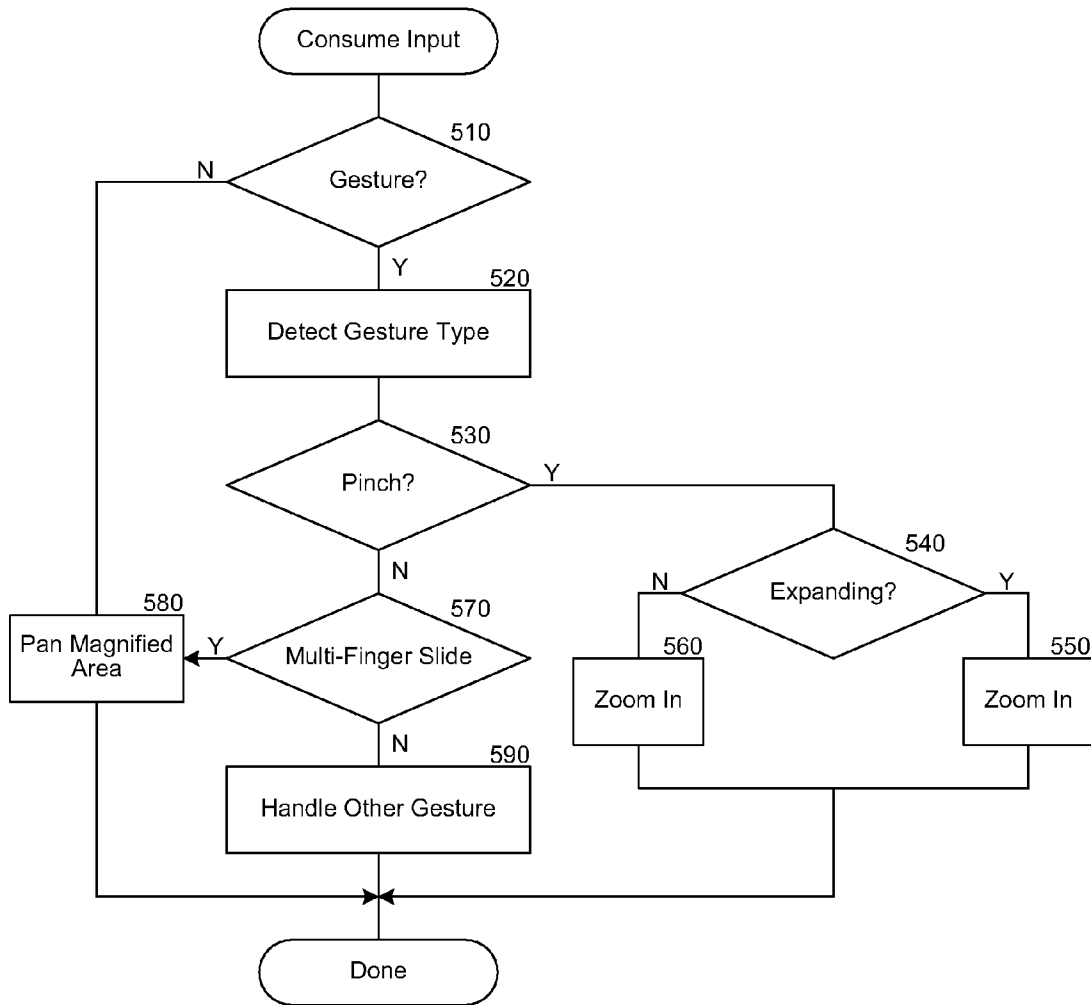 Consume Input
510
N
Gesture?
Y
520
Detect Gesture Type
530
Y
Pinch?
540
N
N
Expanding?
Y
580
570
Pan Magnified
Area
Y
Multi-Finger Slide
560
550
Zoom In
Zoom In
N
590
Handle Other Gesture
Done